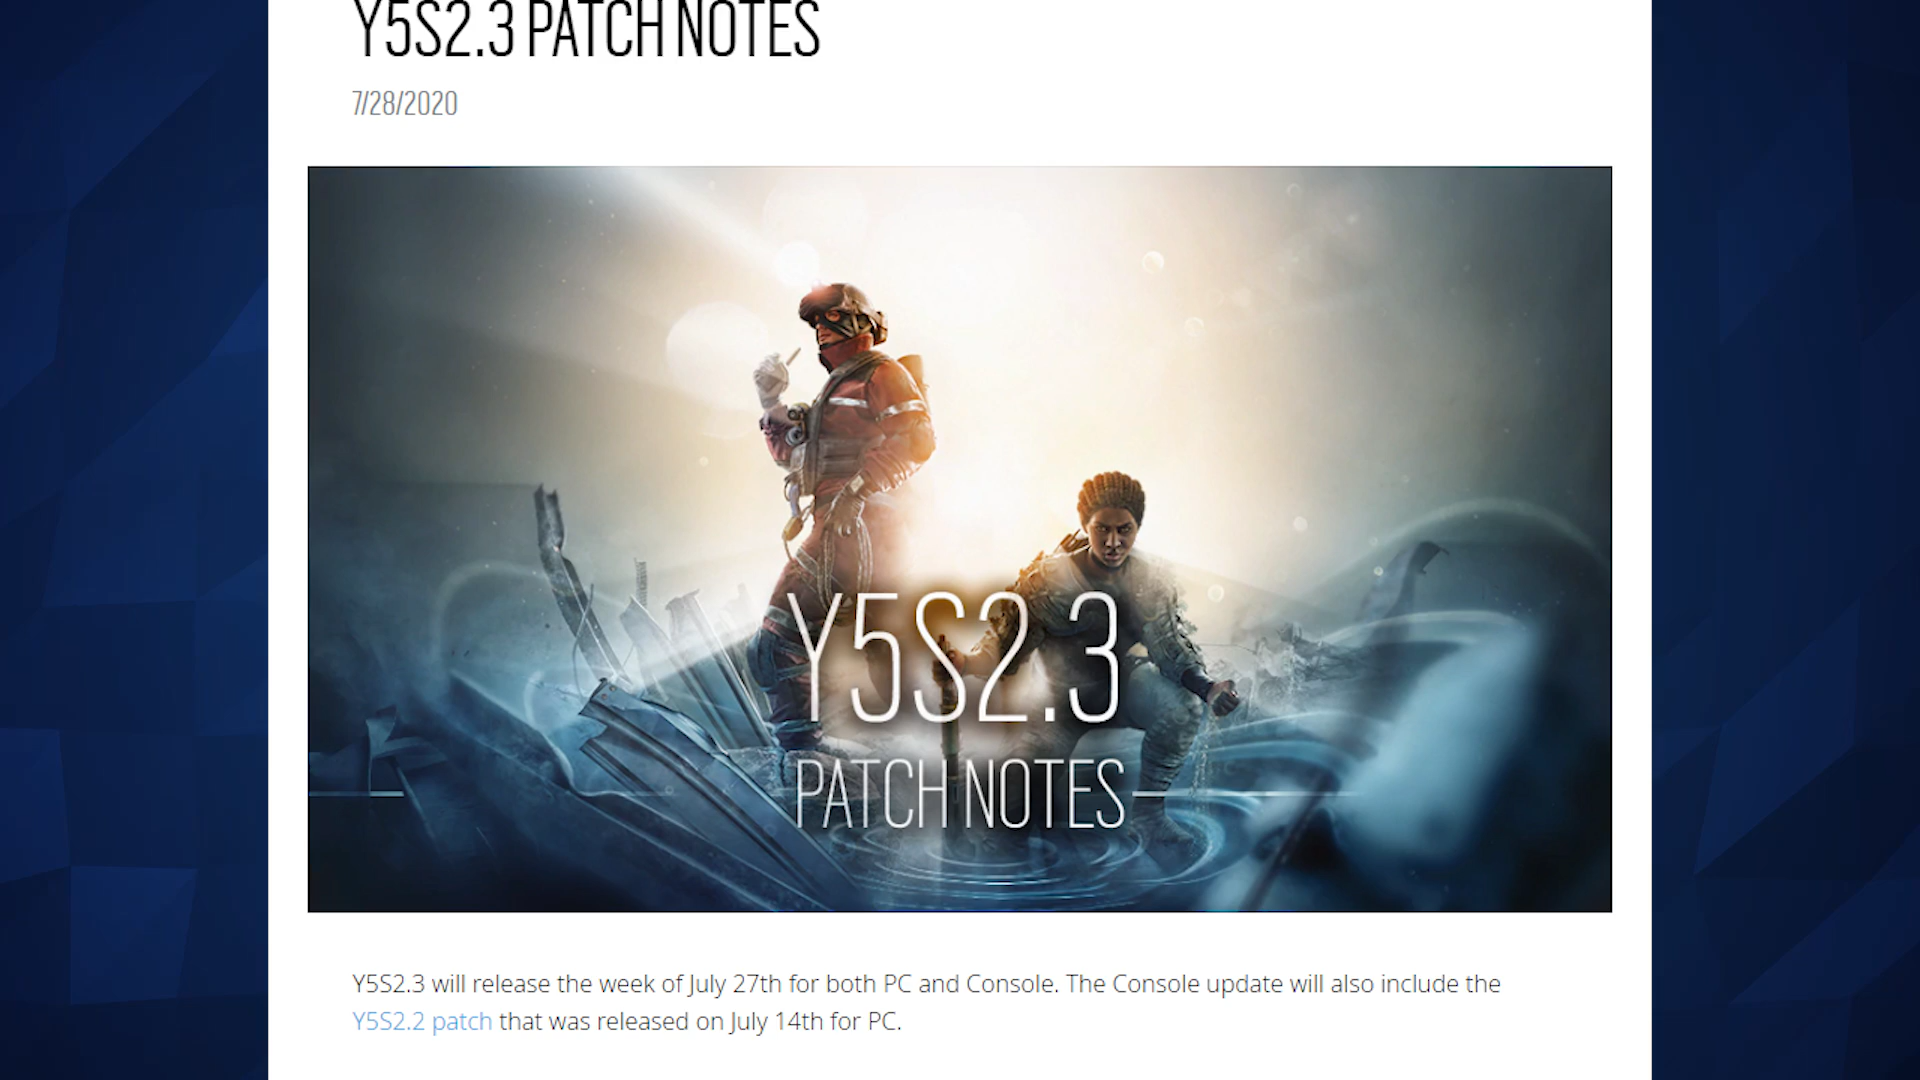 Y5S2.3 PATCH NOTES
7/28/2020
Y5S2.3
PATCH NOTES
Y5S2.3 will release the week of July 27th for both PC and Console. The Console update will also include the
Y5S2.2 patch that was released on July 14th for PC.